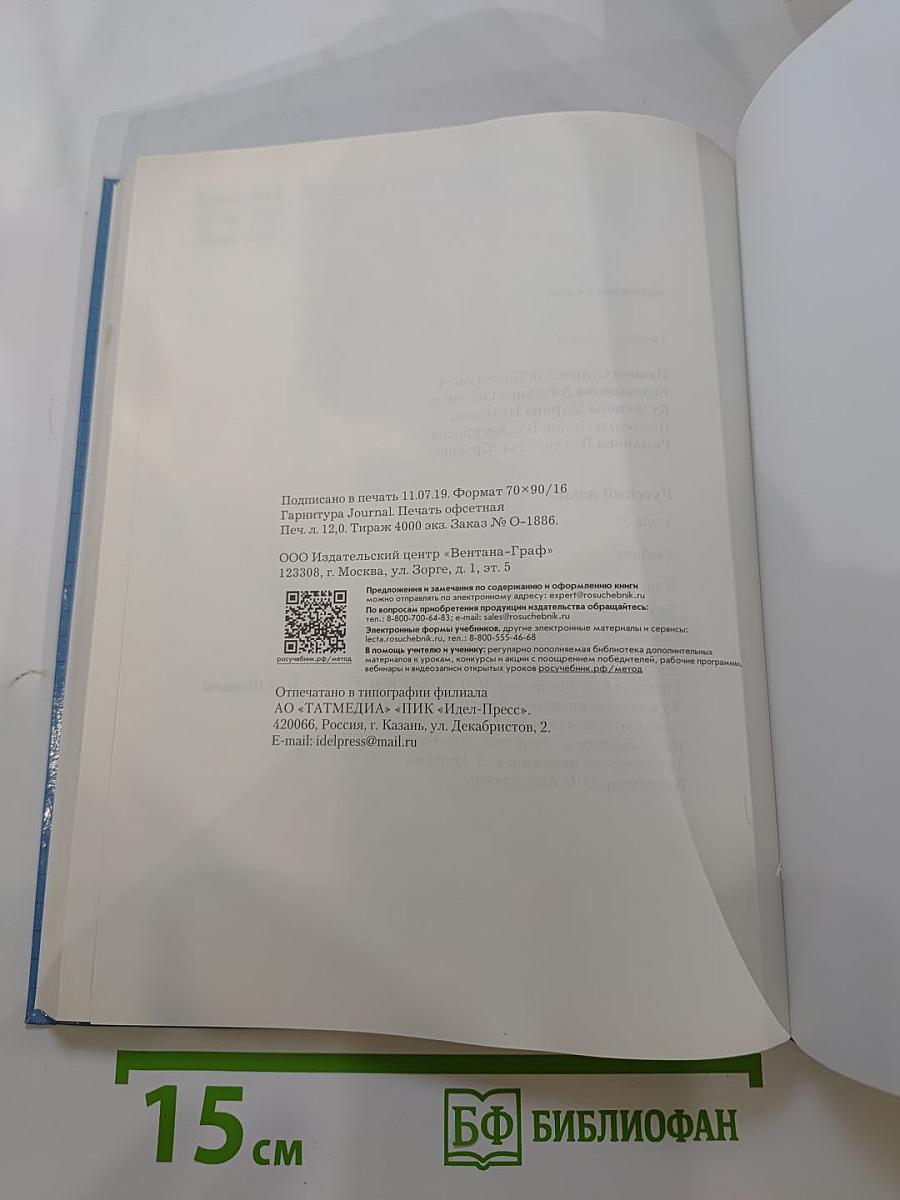 Подписано в печать 11.07.19. Формат 70×90/16
Гарнитура Journal. Печать офсетная
Печ. л. 12,0. Тираж 4000 экз. Заказ № О-1886.
ООО Издательский центр «Вентана-Граф»
123308, г. Москва, ул. Зорге, д. 1, эт. 5
Предложения и замечания по содержанию и оформлению книги
можно отправлять по электронному адресу: expert@rosuchebnik.ru
По вопросам приобретения продукции издательства обращайтесь:
тел.: 8-800-700-64-83; e-mail: sales@rosuchebnik.ru
Электронные формы учебников, другие электронные материалы и сервисы:
lecta.rosuchebnik.ru, тел.: 8-800-555-46-68
В помощь учителю и ученику: регулярно пополняемая библиотека дополнительных
материалов к урокам, конкурсы и акции с поощрением победителей, рабочие программы,
вебинары и видеозаписи открытых уроков росучебник.рф/метод
росучебник.рф/метод
Отпечатано в типографии филиала
АО «ТАТМЕДИА» «ПИК «Идел-Пресс».
420066, Россия, г. Казань, ул. Декабристов, 2.
E-mail: idelpress@mail.ru
15 см
БФ БИБЛИОФАН